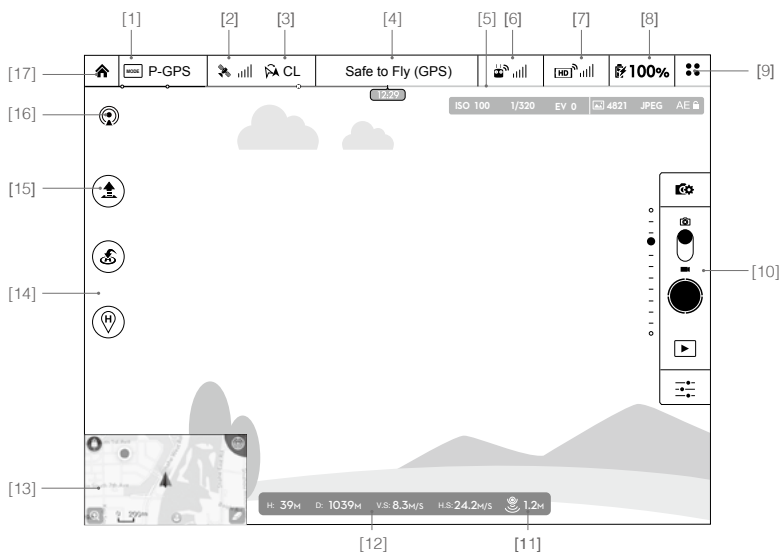 [1] [2] [3] [4] [5] [6] [7] [8]
[17] MODE P-GPS CL Safe to Fly (GPS) HD 100% [9]
12:29
[16] ISO 100 1/320 EV 0 4821 JPEG AE
[15]
[10]
[14] H
[13] 200m
H: 39M D: 1039M V.S: 8.3M/S H.S: 24.2M/S 1.2M
[12] [11]